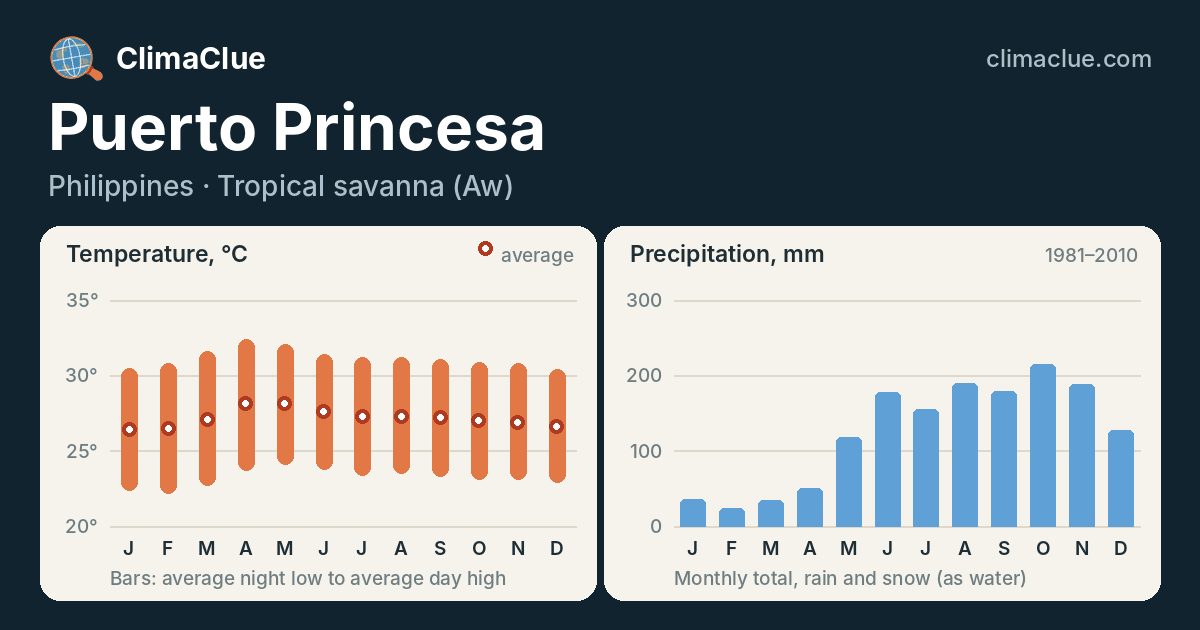 ClimaClue
climaclue.com
Puerto Princesa
Philippines · Tropical savanna (Aw)
Temperature, °C
average
35°
30°
25°
20°
J F M A M J J A S O N D
Bars: average night low to average day high
Precipitation, mm
1981–2010
300
200
100
0
J F M A M J J A S O N D
Monthly total, rain and snow (as water)